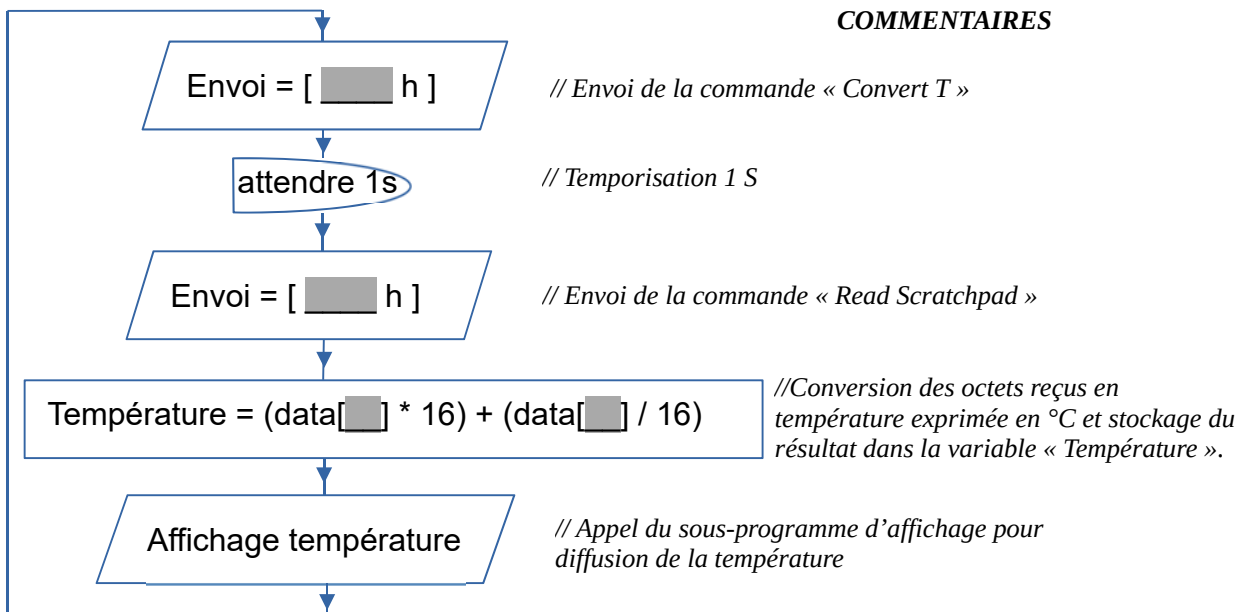 COMMENTAIRES
Envoi = [ ____ h ]
// Envoi de la commande « Convert T »
attendre 1s
// Temporisation 1 S
Envoi = [ ____ h ]
// Envoi de la commande « Read Scratchpad »
Température = (data[__] * 16) + (data[__] / 16)
//Conversion des octets reçus en
température exprimée en °C et stockage du
résultat dans la variable « Température ».
Affichage température
// Appel du sous-programme d’affichage pour
diffusion de la température